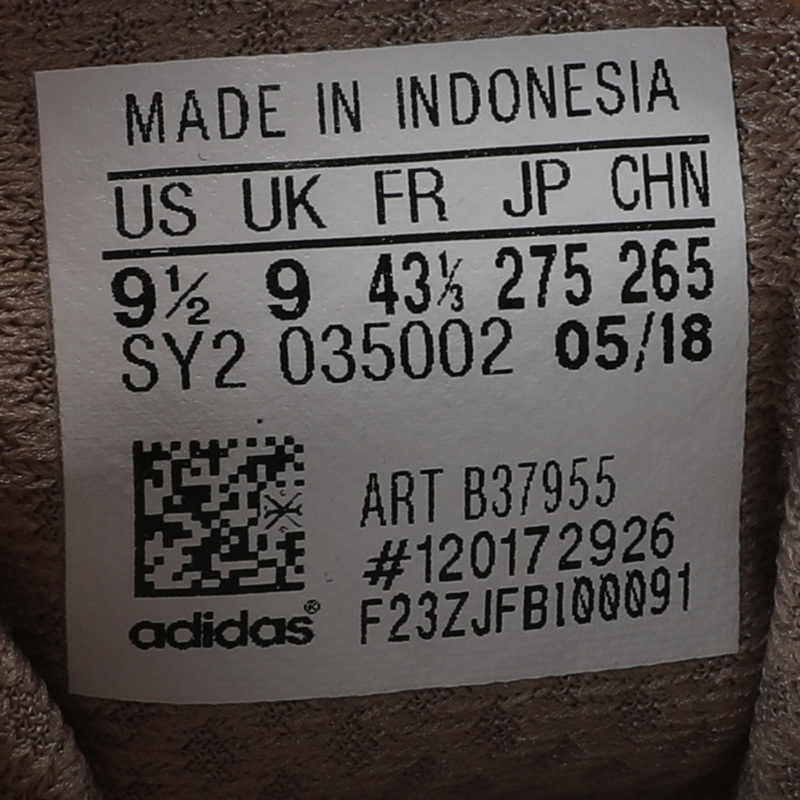 MADE IN INDONESIA
US UK FR JP CHN
9½ 9 43⅓ 275 265
SY2 035002 05/18
ART B37955
#120172926
F23ZJFBI00091
adidas®